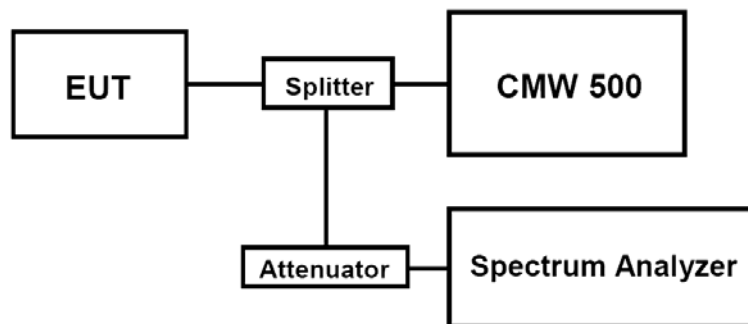 EUT
Splitter
CMW 500
Attenuator
Spectrum Analyzer